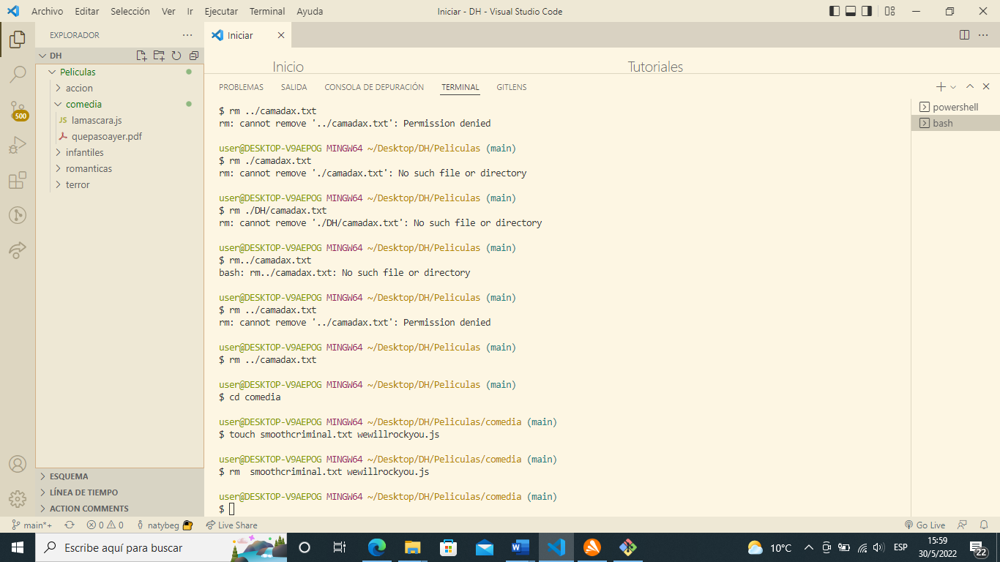 Archivo Editar Selección Ver Ir Ejecutar Terminal Ayuda
Iniciar - DH - Visual Studio Code
EXPLORADOR
Iniciar
DH
Peliculas
accion
comedia
JS lamascara.js
quepasoayer.pdf
infantiles
romanticas
terror
500
ESQUEMA
LÍNEA DE TIEMPO
ACTION COMMENTS
Inicio
Tutoriales
PROBLEMAS SALIDA CONSOLA DE DEPURACIÓN TERMINAL GITLENS
powershell
bash
$ rm ../camadax.txt
rm: cannot remove '../camadax.txt': Permission denied
user@DESKTOP-V9AEPOG MINGW64 ~/Desktop/DH/Peliculas (main)
$ rm ./camadax.txt
rm: cannot remove './camadax.txt': No such file or directory
user@DESKTOP-V9AEPOG MINGW64 ~/Desktop/DH/Peliculas (main)
$ rm ./DH/camadax.txt
rm: cannot remove './DH/camadax.txt': No such file or directory
user@DESKTOP-V9AEPOG MINGW64 ~/Desktop/DH/Peliculas (main)
$ rm../camadax.txt
bash: rm../camadax.txt: No such file or directory
user@DESKTOP-V9AEPOG MINGW64 ~/Desktop/DH/Peliculas (main)
$ rm ../camadax.txt
rm: cannot remove '../camadax.txt': Permission denied
user@DESKTOP-V9AEPOG MINGW64 ~/Desktop/DH/Peliculas (main)
$ rm ../camadax.txt
user@DESKTOP-V9AEPOG MINGW64 ~/Desktop/DH/Peliculas (main)
$ cd comedia
user@DESKTOP-V9AEPOG MINGW64 ~/Desktop/DH/Peliculas/comedia (main)
$ touch smoothcriminal.txt wewillrockyou.js
user@DESKTOP-V9AEPOG MINGW64 ~/Desktop/DH/Peliculas/comedia (main)
$ rm  smoothcriminal.txt wewillrockyou.js
user@DESKTOP-V9AEPOG MINGW64 ~/Desktop/DH/Peliculas/comedia (main)
$
main*+ 0 0 natybeg Live Share Go Live
Escribe aquí para buscar
10°C
ESP
15:59
30/5/2022
22